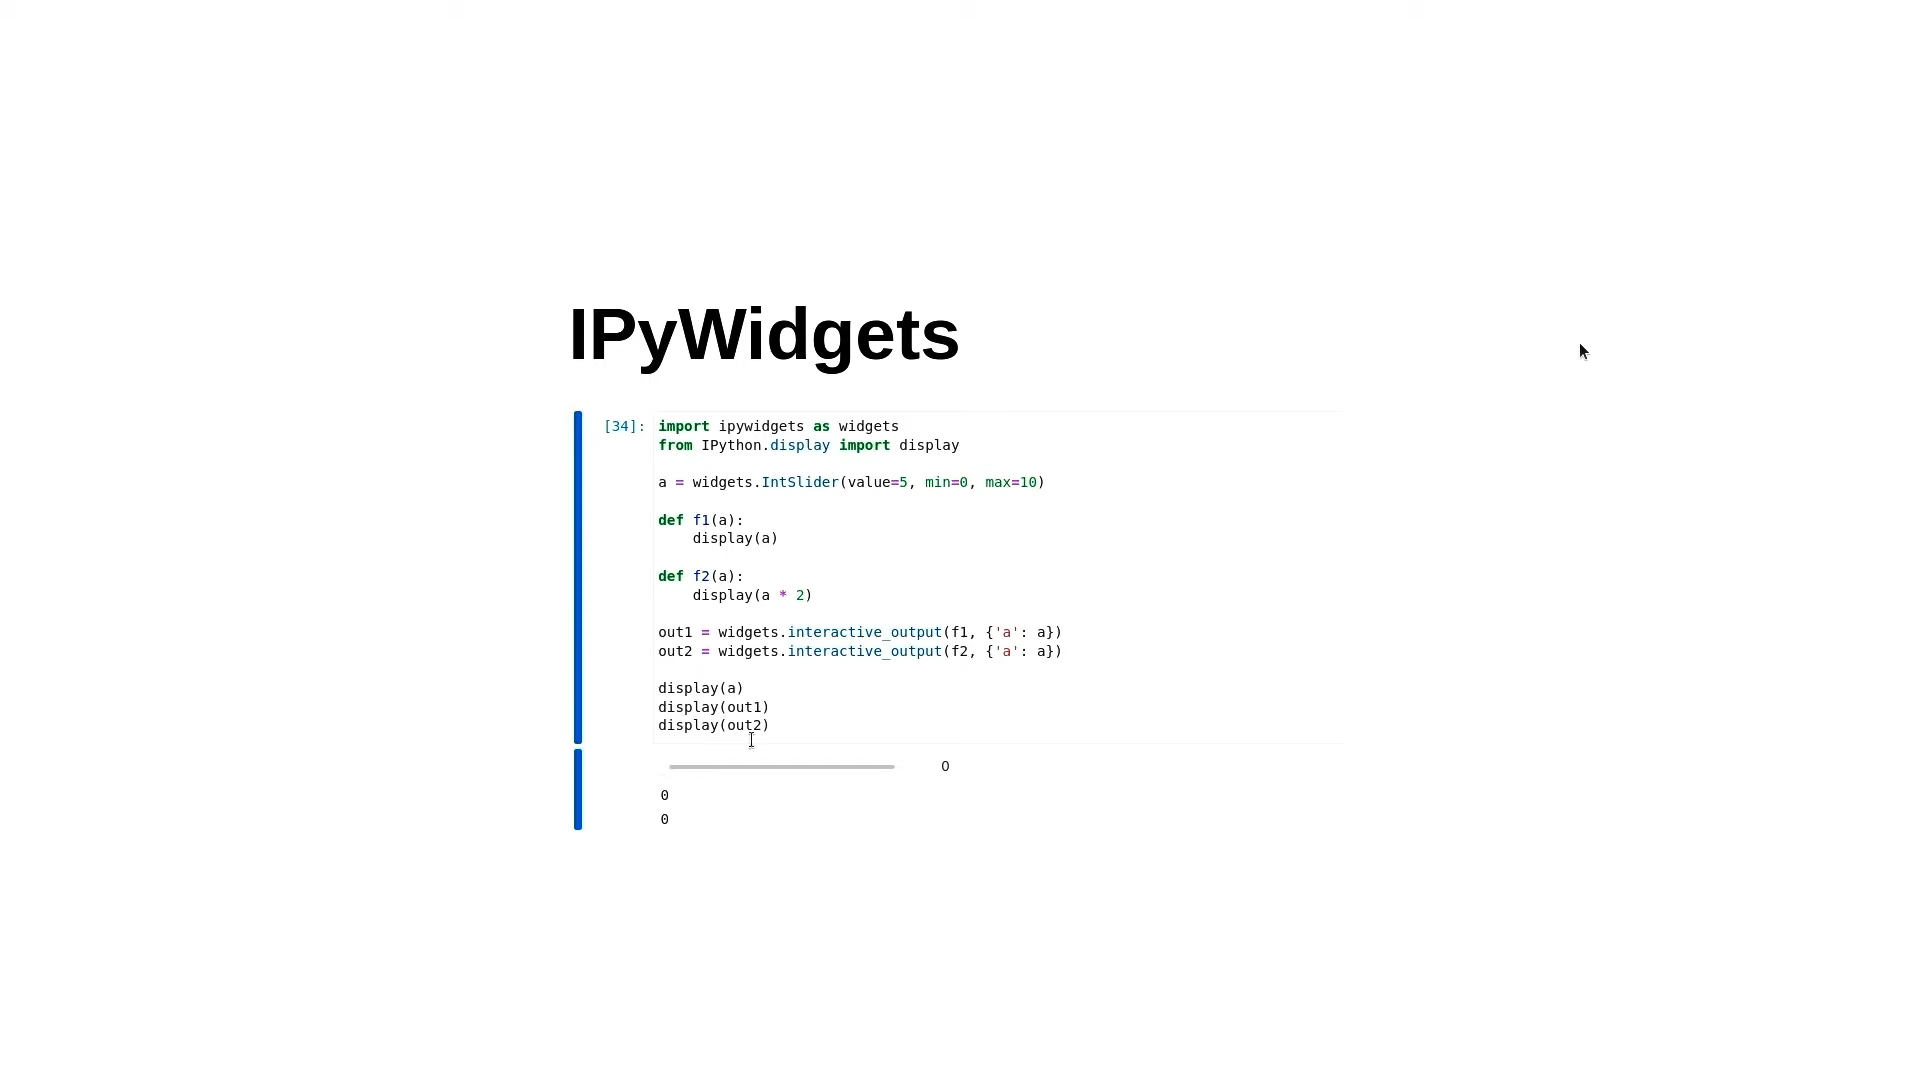 IPyWidgets
[34]: import ipywidgets as widgets
from IPython.display import display
a = widgets.IntSlider(value=5, min=0, max=10)
def f1(a):
    display(a)
def f2(a):
    display(a * 2)
out1 = widgets.interactive_output(f1, {'a': a})
out2 = widgets.interactive_output(f2, {'a': a})
display(a)
display(out1)
display(out2)
0
0
0